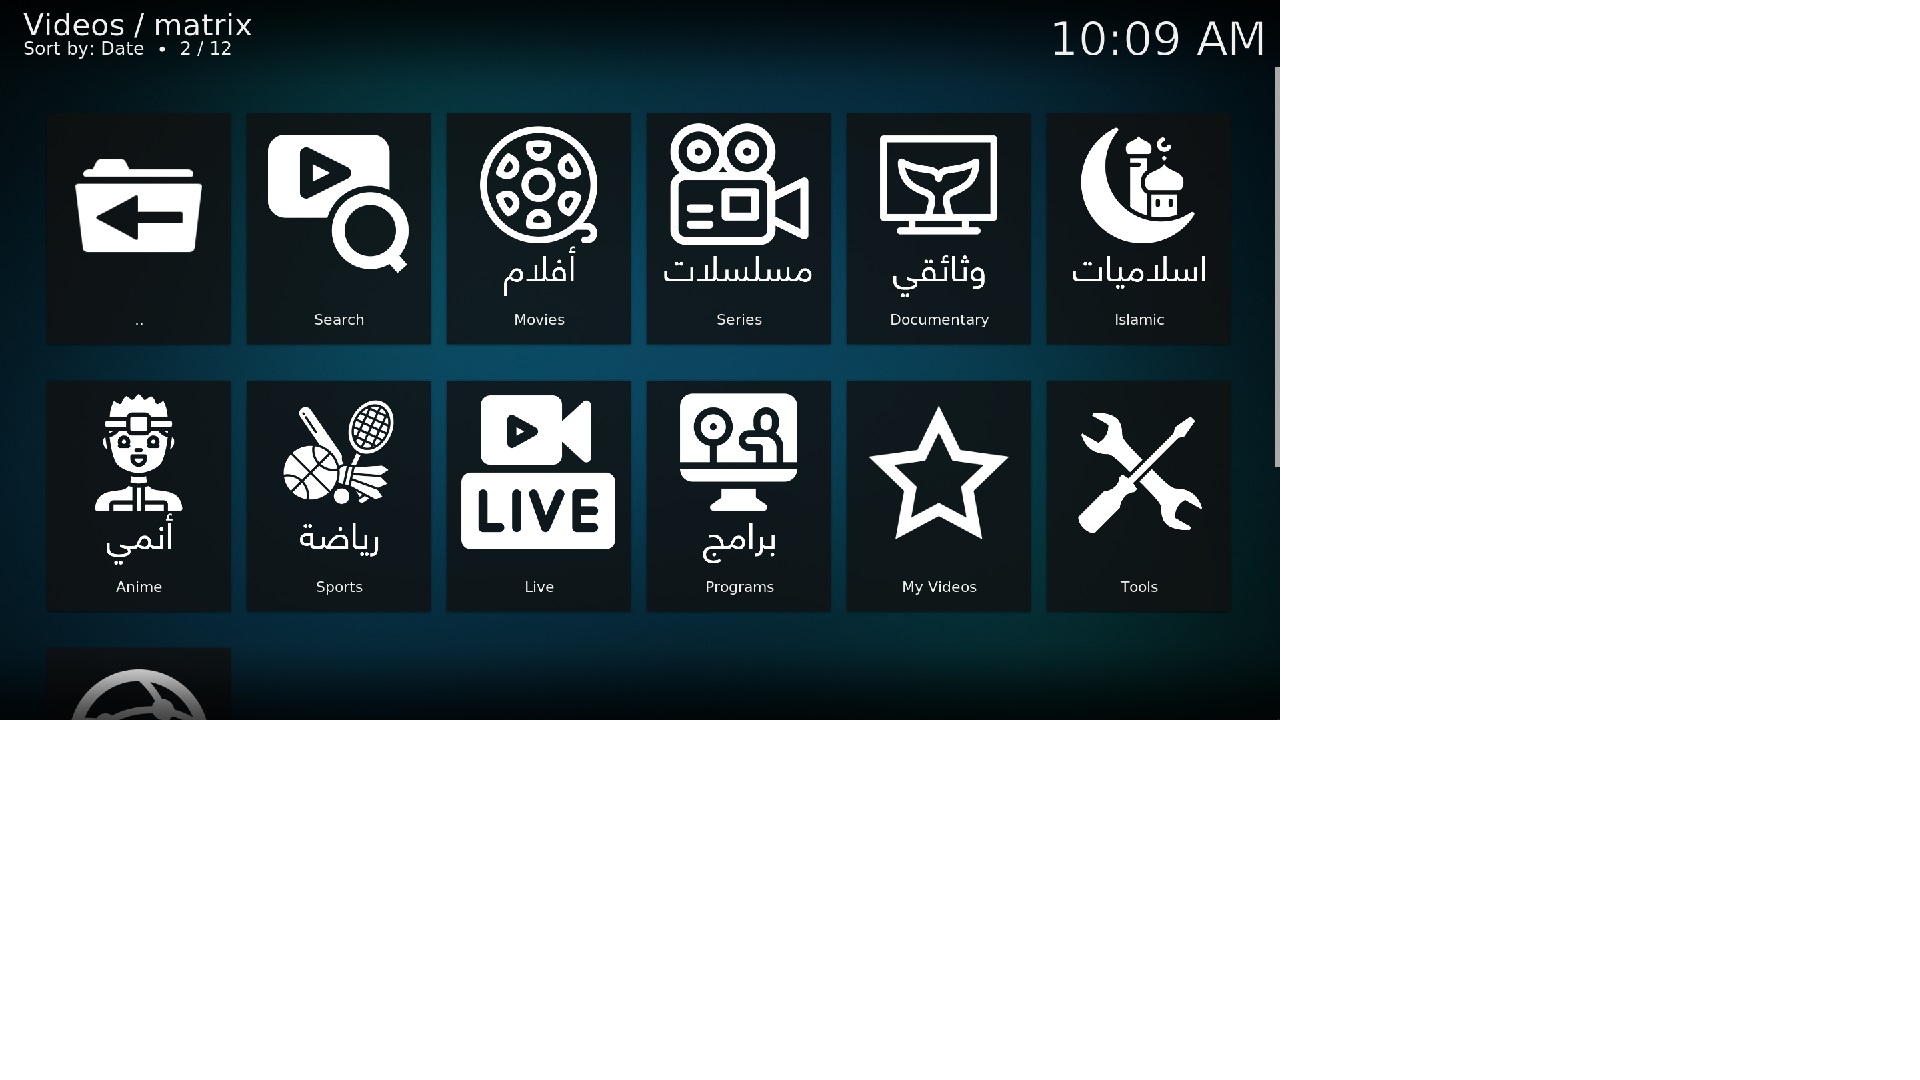 Videos / matrix
Sort by: Date • 2 / 12
10:09 AM
..
Search
أفلام
Movies
مسلسلات
Series
وثائقي
Documentary
اسلاميات
Islamic
أنمي
Anime
رياضة
Sports
LIVE
Live
برامج
Programs
My Videos
Tools